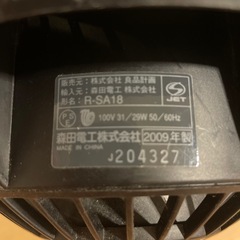 販売元：株式会社 良品計画
輸入元：森田電工 株式会社
形名：R-SA18
JET
100V 31/29W 50/60Hz
森田電工株式会社 2009年製
MADE IN CHINA
J204327